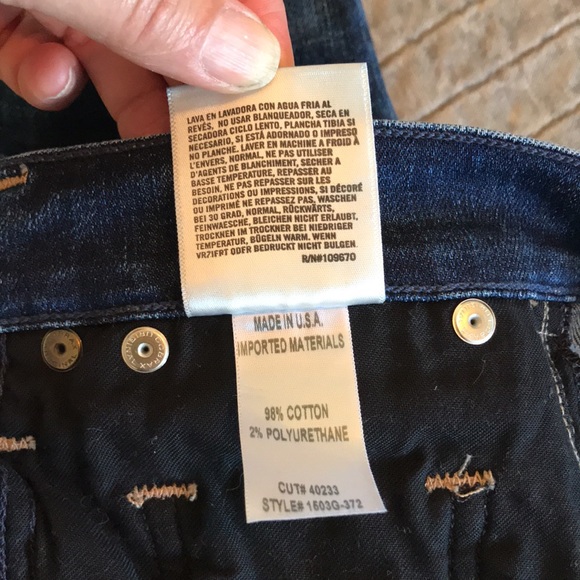 LAVA EN LAVADORA CON AGUA FRIA AL
REVÉS, NO USAR BLANQUEADOR, SECA EN
SECADORA CICLO LENTO, PLANCHA TIBIA SI
NECESARIO, SI ESTÁ ADORNADO O IMPRESO
NO PLANCHE. LAVER EN MACHINE A FROID À
L'ENVERS, NORMAL, NE PAS UTILISER
D'AGENTS DE BLANCHIMENT, SECHER A
BASSE TEMPERATURE, REPASSER AU
BESOIN, NE PAS REPASSER SUR LES
DECORATIONS OU IMPRESSIONS, SI DÉCORÉ
OU IMPRIMÉ NE REPASSEZ PAS, WASCHEN
BEI 30 GRAD, NORMAL, RÜCKWÄRTS,
FEINWAESCHE, BLEICHEN NICHT ERLAUBT,
IM TROCKNER BEI NIEDRIGER
TEMPERATUR, BÜGELN WARM, WENN
VRZIERT ODER BEDRUCKT NICHT BULGEN.
R/N#109670
MADE IN U.S.A.
IMPORTED MATERIALS
98% COTTON
2% POLYURETHANE
CUT# 40233
STYLE# 1503G-372